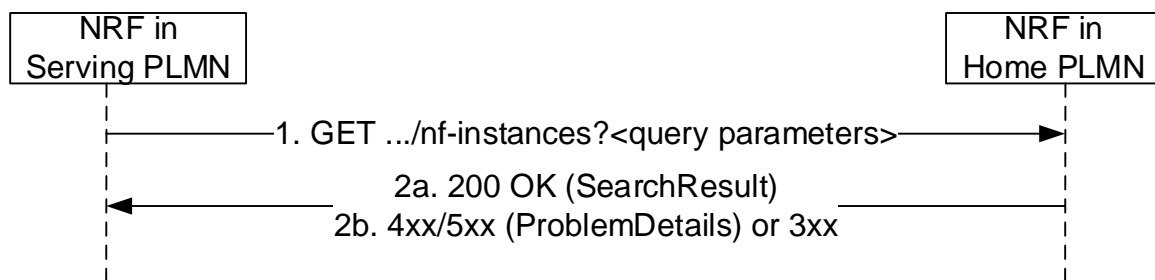 NRF in
Serving PLMN
NRF in
Home PLMN
1. GET .../nf-instances?<query parameters>
2a. 200 OK (SearchResult)
2b. 4xx/5xx (ProblemDetails) or 3xx